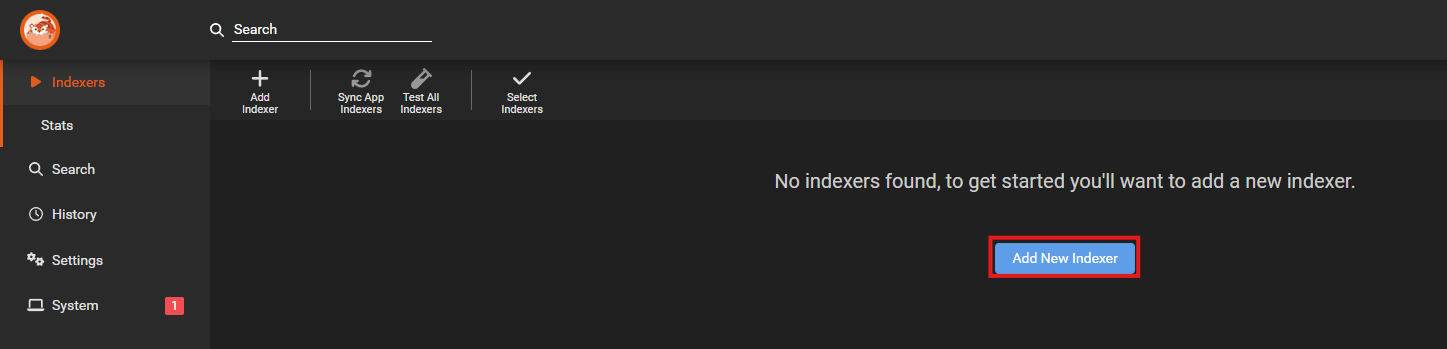 Search
Indexers
Stats
Search
History
Settings
System
1
Add
Indexer
Sync App
Indexers
Test All
Indexers
Select
Indexers
No indexers found, to get started you'll want to add a new indexer.
Add New Indexer